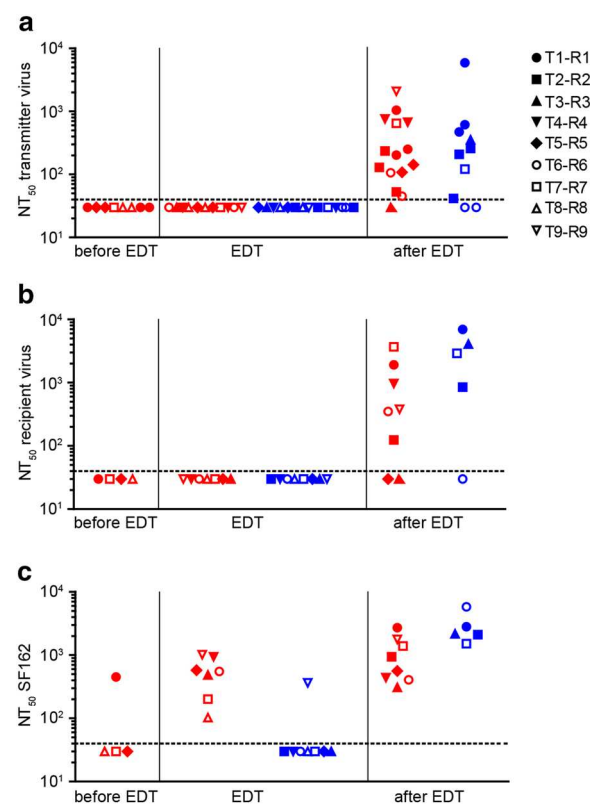 a
NT50 transmitter virus
10^4
10^3
10^2
10^1
before EDT
EDT
after EDT
T1-R1
T2-R2
T3-R3
T4-R4
T5-R5
T6-R6
T7-R7
T8-R8
T9-R9
b
NT50 recipient virus
10^4
10^3
10^2
10^1
before EDT
EDT
after EDT
c
NT50 SF162
10^4
10^3
10^2
10^1
before EDT
EDT
after EDT